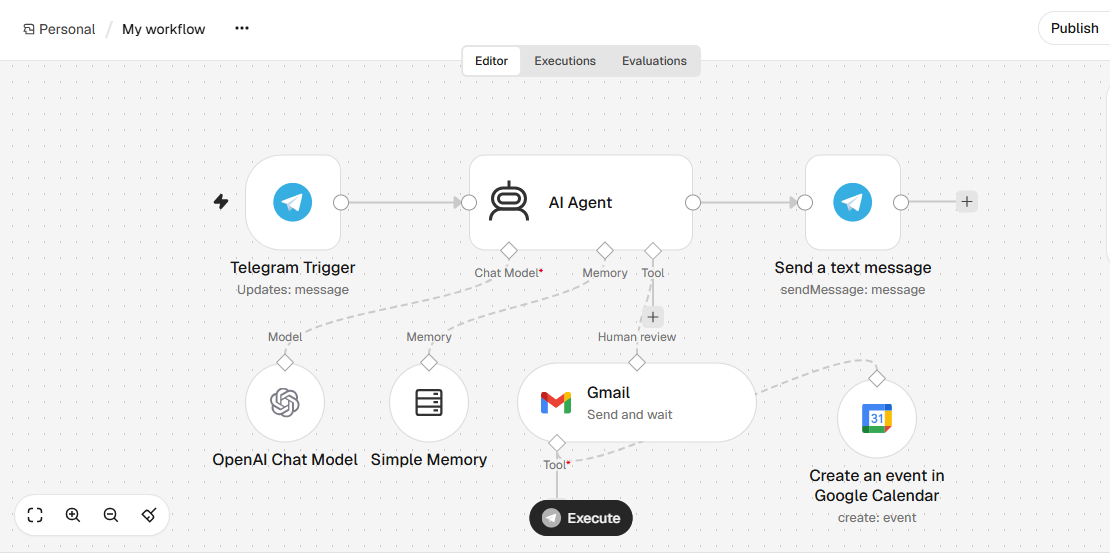 Personal / My workflow ...
Publish
Editor Executions Evaluations
AI Agent
Telegram Trigger
Updates: message
Chat Model* Memory Tool
Send a text message
sendMessage: message
+
+
Model
Memory
Human review
Gmail
Send and wait
31
OpenAI Chat Model
Simple Memory
Tool*
Create an event in
Google Calendar
create: event
Execute